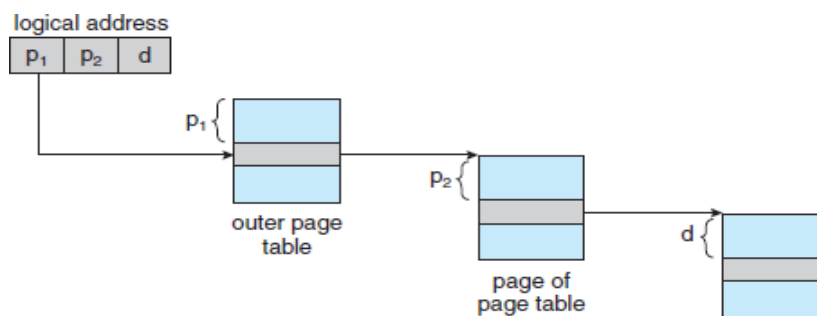 logical address
p₁ p₂ d
p₁
outer page
table
p₂
page of
page table
d